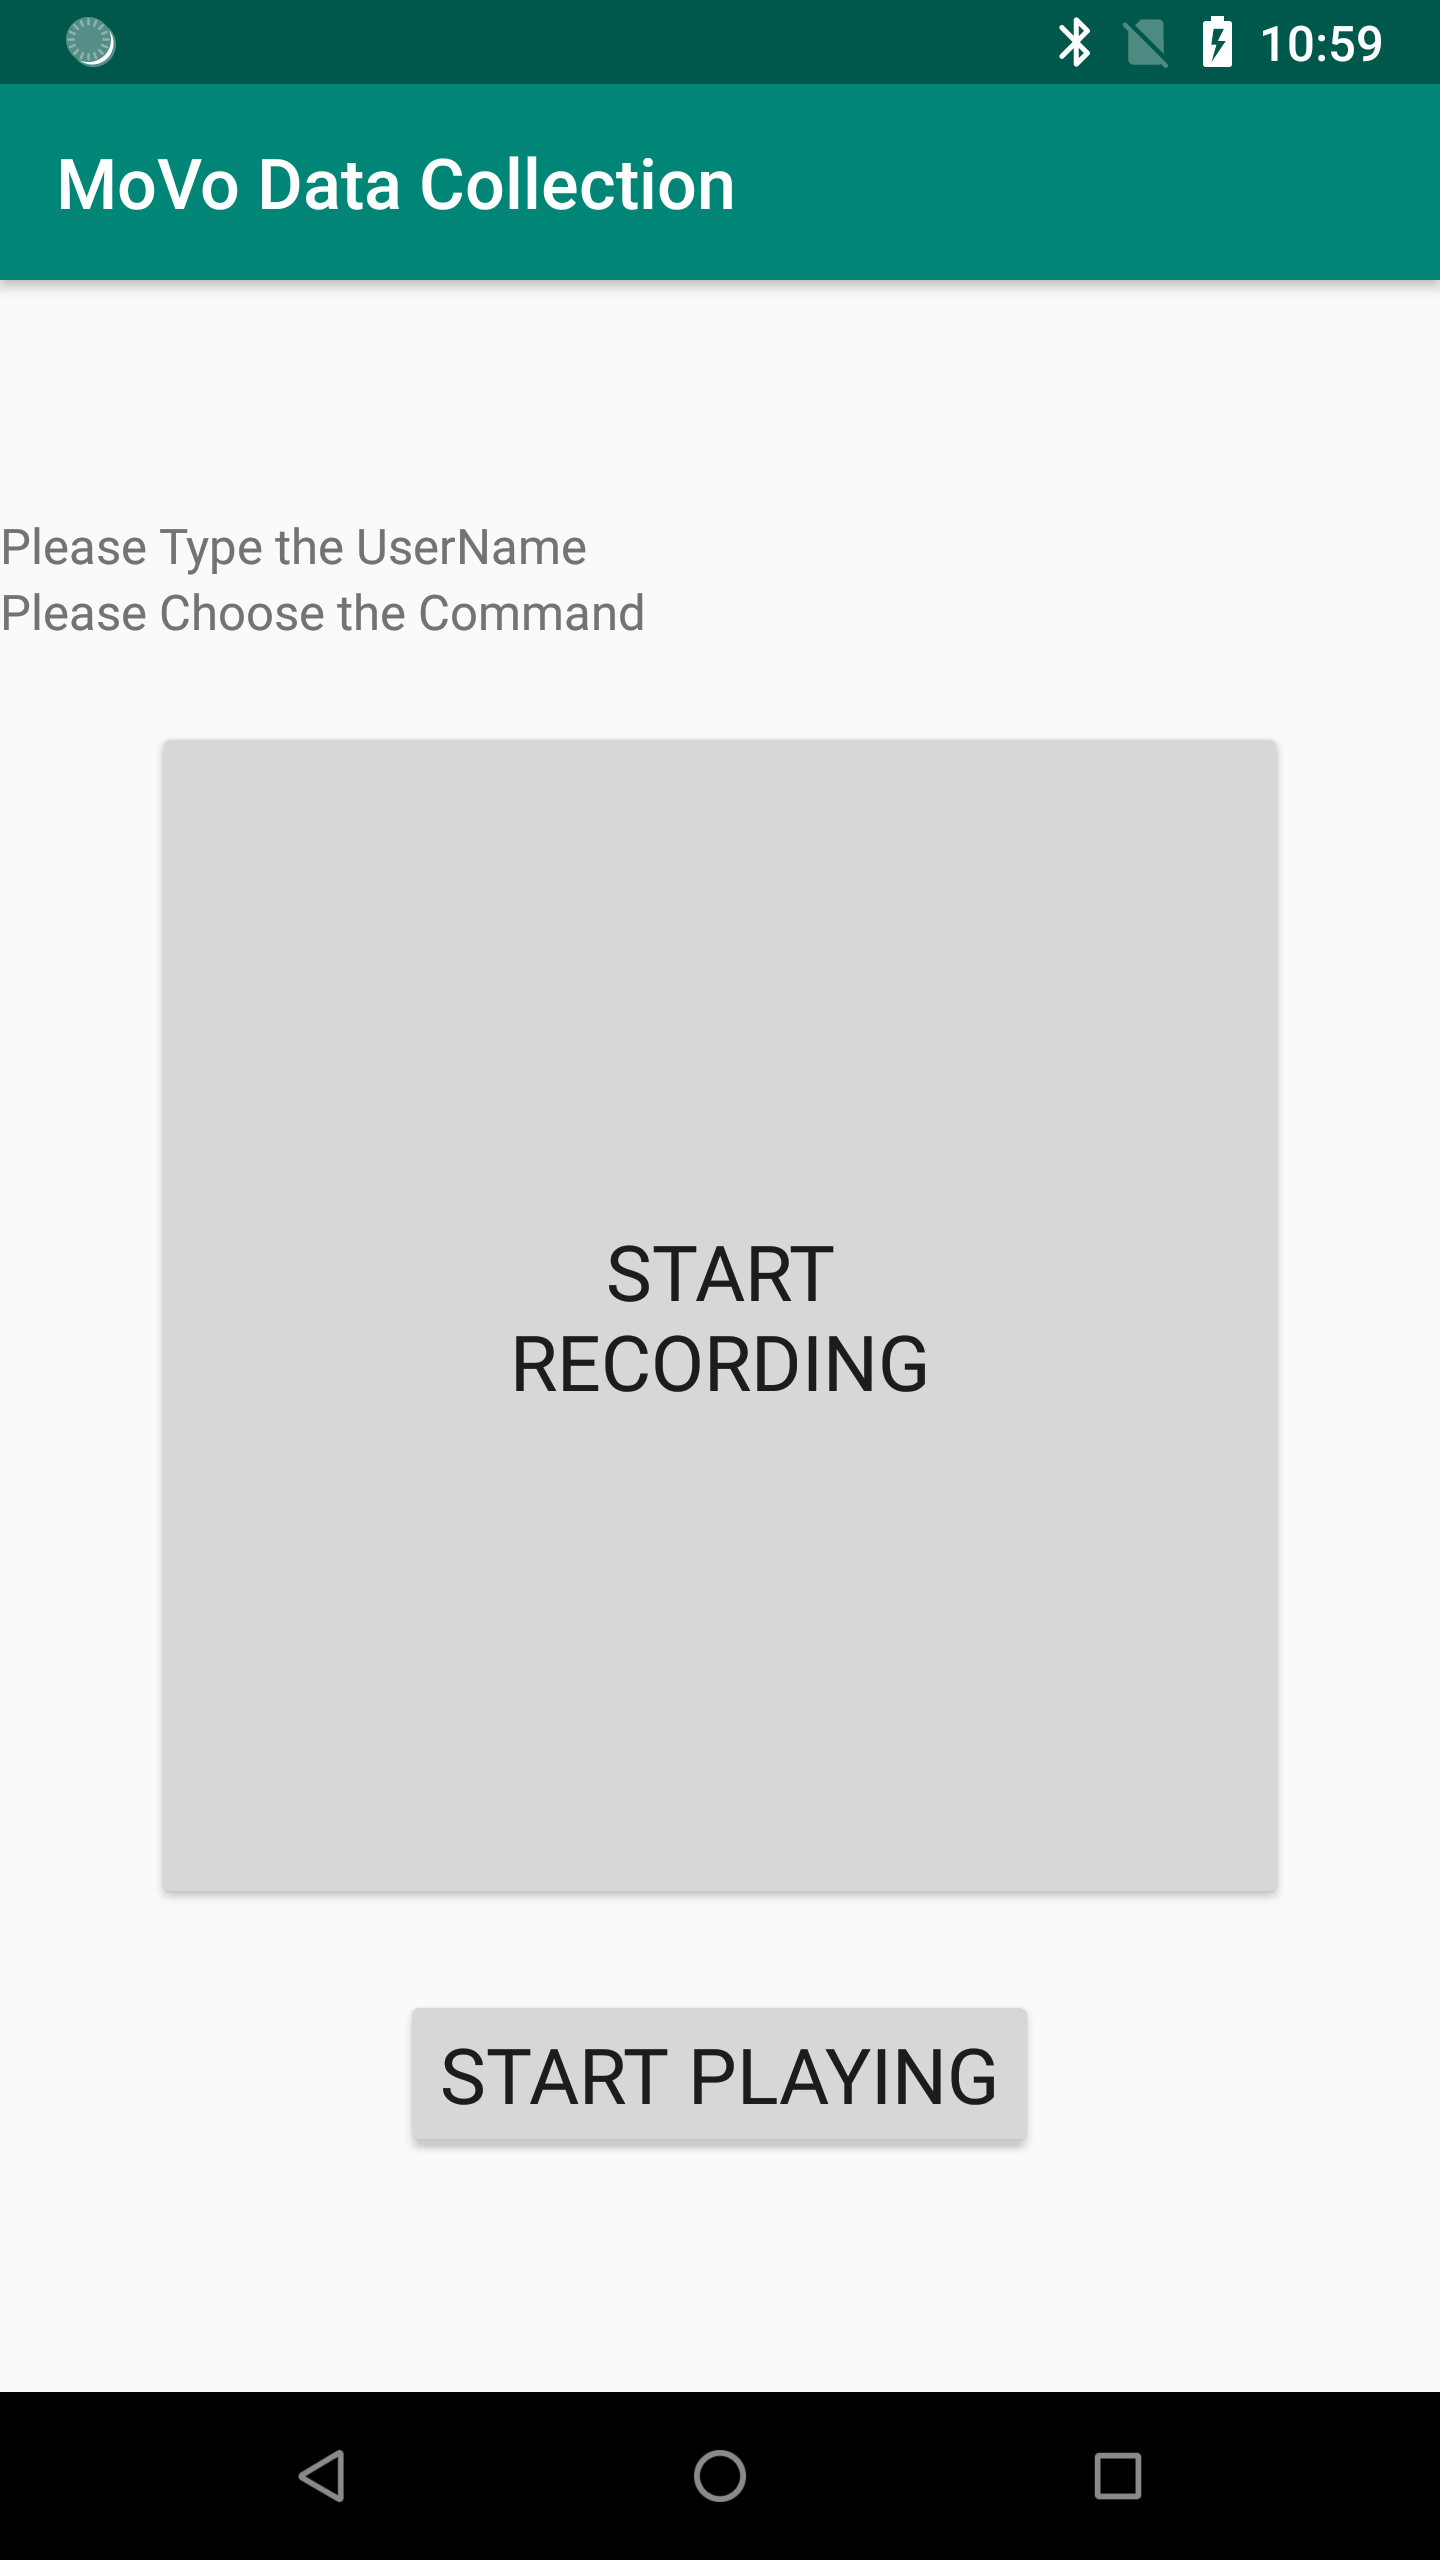 10:59
MoVo Data Collection
Please Type the UserName
Please Choose the Command
START
RECORDING
START PLAYING